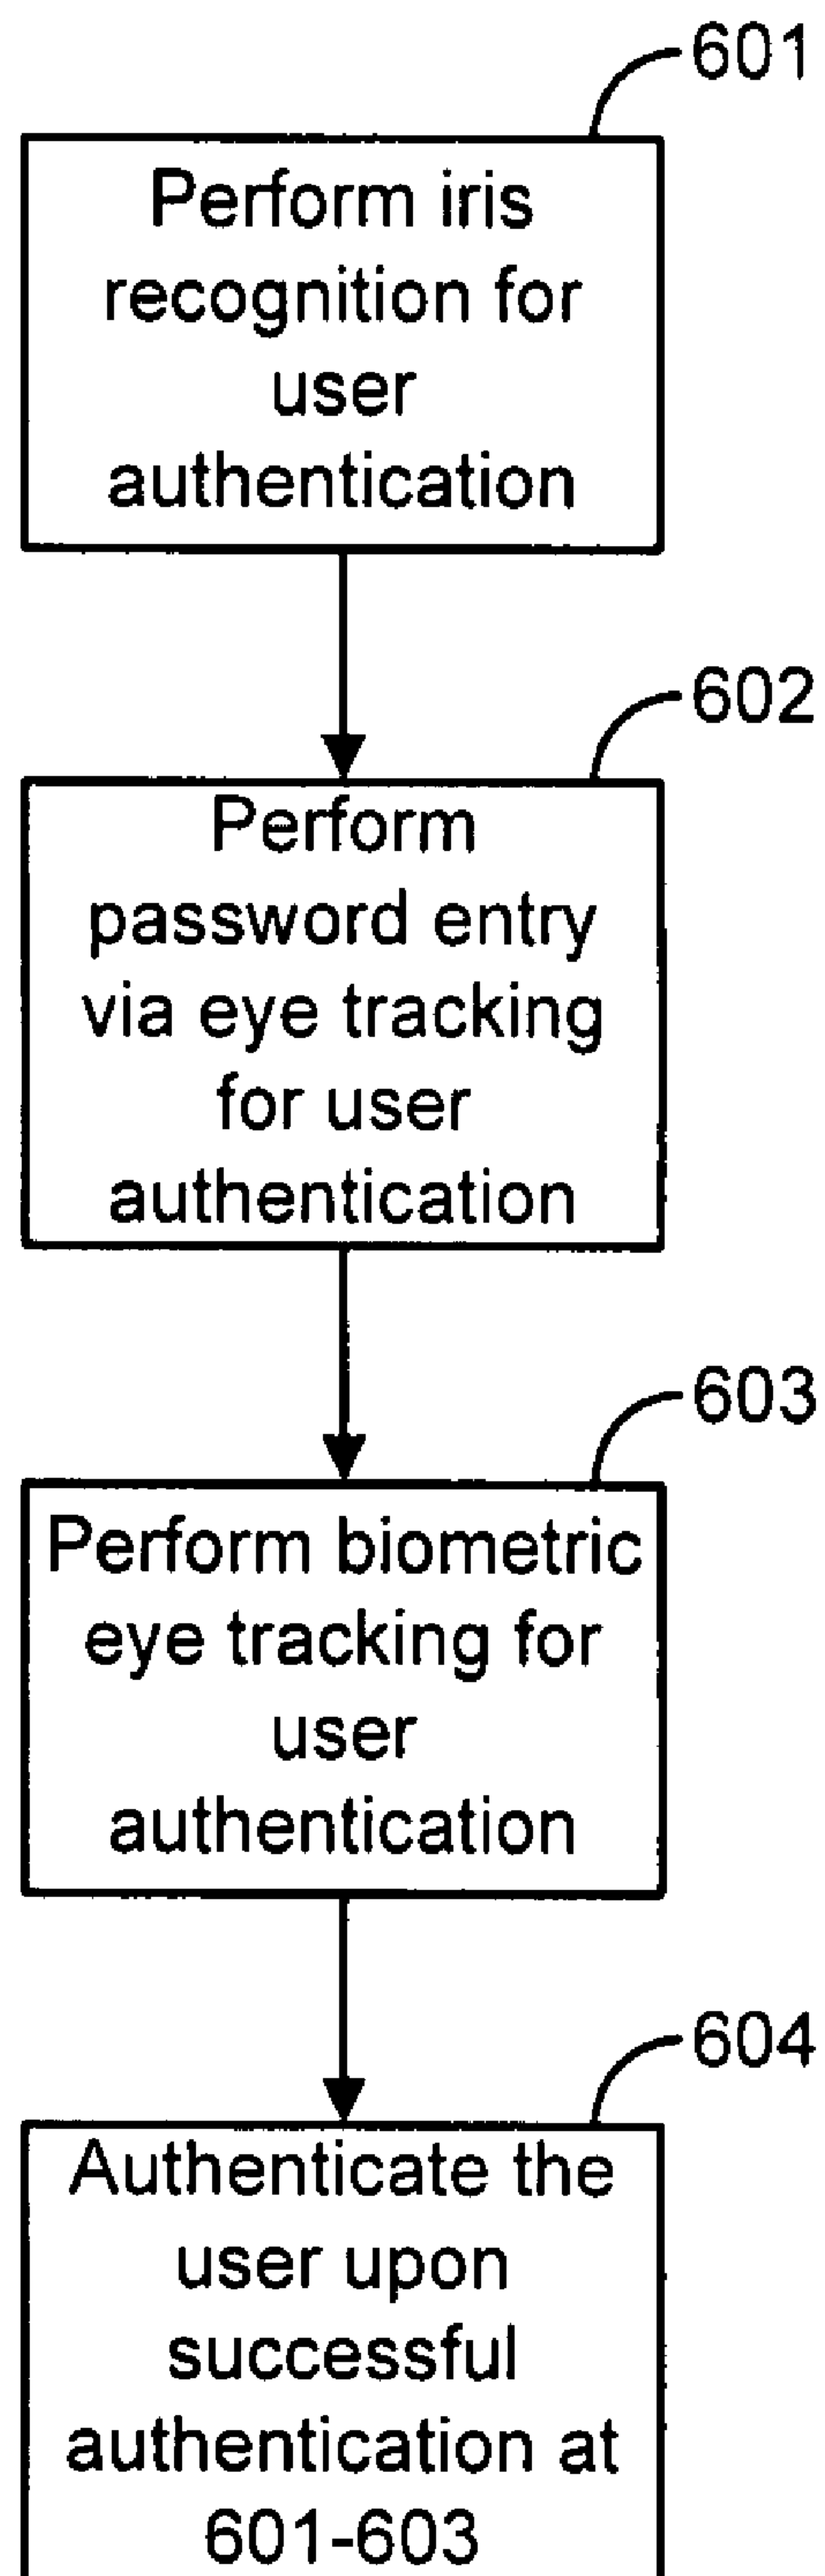 601
Perform iris
recognition for
user
authentication
602
Perform
password entry
via eye tracking
for user
authentication
603
Perform biometric
eye tracking for
user
authentication
604
Authenticate the
user upon
successful
authentication at
601-603